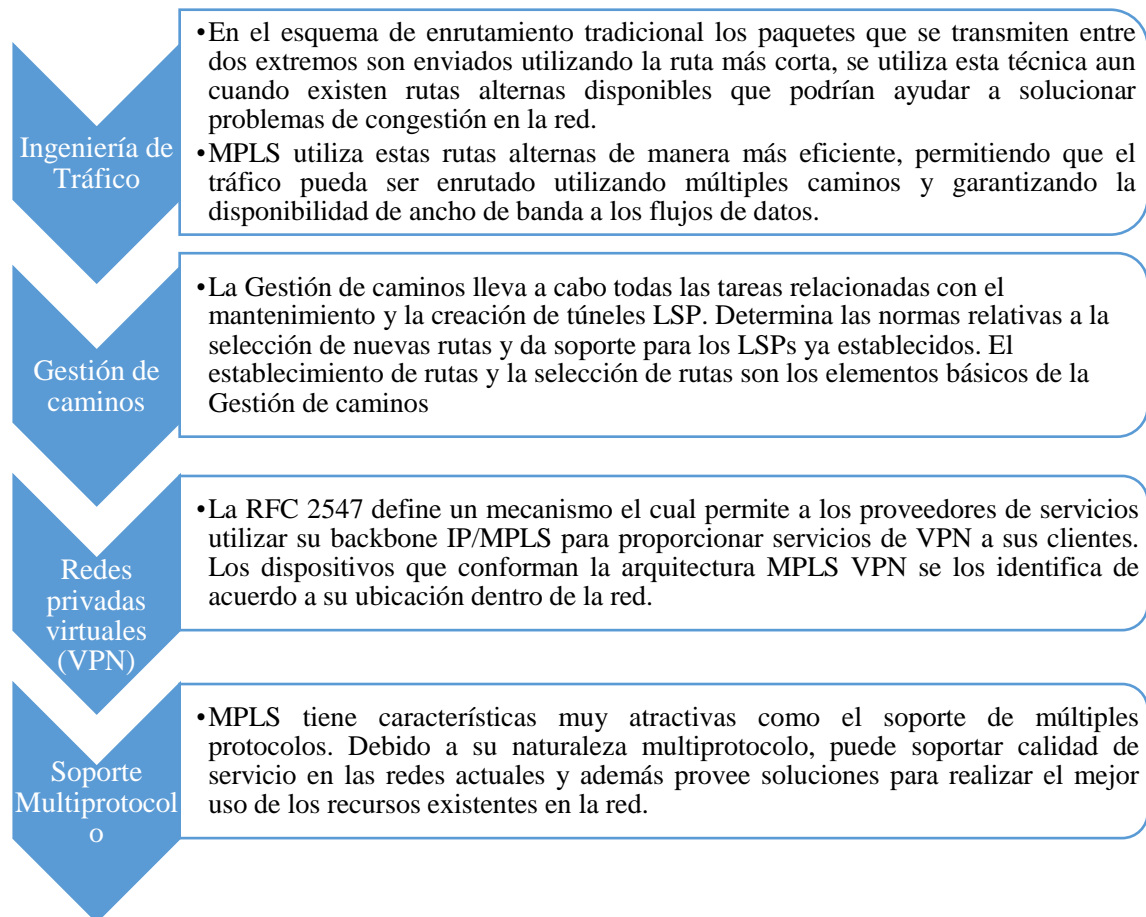 Ingeniería de
Tráfico
•En el esquema de enrutamiento tradicional los paquetes que se transmiten entre
dos extremos son enviados utilizando la ruta más corta, se utiliza esta técnica aun
cuando existen rutas alternas disponibles que podrían ayudar a solucionar
problemas de congestión en la red.
•MPLS utiliza estas rutas alternas de manera más eficiente, permitiendo que el
tráfico pueda ser enrutado utilizando múltiples caminos y garantizando la
disponibilidad de ancho de banda a los flujos de datos.
Gestión de
caminos
•La Gestión de caminos lleva a cabo todas las tareas relacionadas con el
mantenimiento y la creación de túneles LSP. Determina las normas relativas a la
selección de nuevas rutas y da soporte para los LSPs ya establecidos. El
establecimiento de rutas y la selección de rutas son los elementos básicos de la
Gestión de caminos
Redes
privadas
virtuales
(VPN)
•La RFC 2547 define un mecanismo el cual permite a los proveedores de servicios
utilizar su backbone IP/MPLS para proporcionar servicios de VPN a sus clientes.
Los dispositivos que conforman la arquitectura MPLS VPN se los identifica de
acuerdo a su ubicación dentro de la red.
Soporte
Multiprotocol
o
•MPLS tiene características muy atractivas como el soporte de múltiples
protocolos. Debido a su naturaleza multiprotocolo, puede soportar calidad de
servicio en las redes actuales y además provee soluciones para realizar el mejor
uso de los recursos existentes en la red.